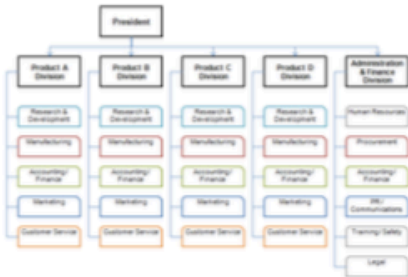 President
Product A
Division
Product B
Division
Product C
Division
Product D
Division
Administration
& Finance
Division
Research &
Development
Research &
Development
Research &
Development
Research &
Development
Human Resources
Manufacturing
Manufacturing
Manufacturing
Manufacturing
Procurement
Accounting/
Finance
Accounting/
Finance
Accounting/
Finance
Accounting/
Finance
Accounting/
Finance
Marketing
Marketing
Marketing
Marketing
PR/
Communications
Customer Service
Customer Service
Customer Service
Customer Service
Training/Safety
Legal